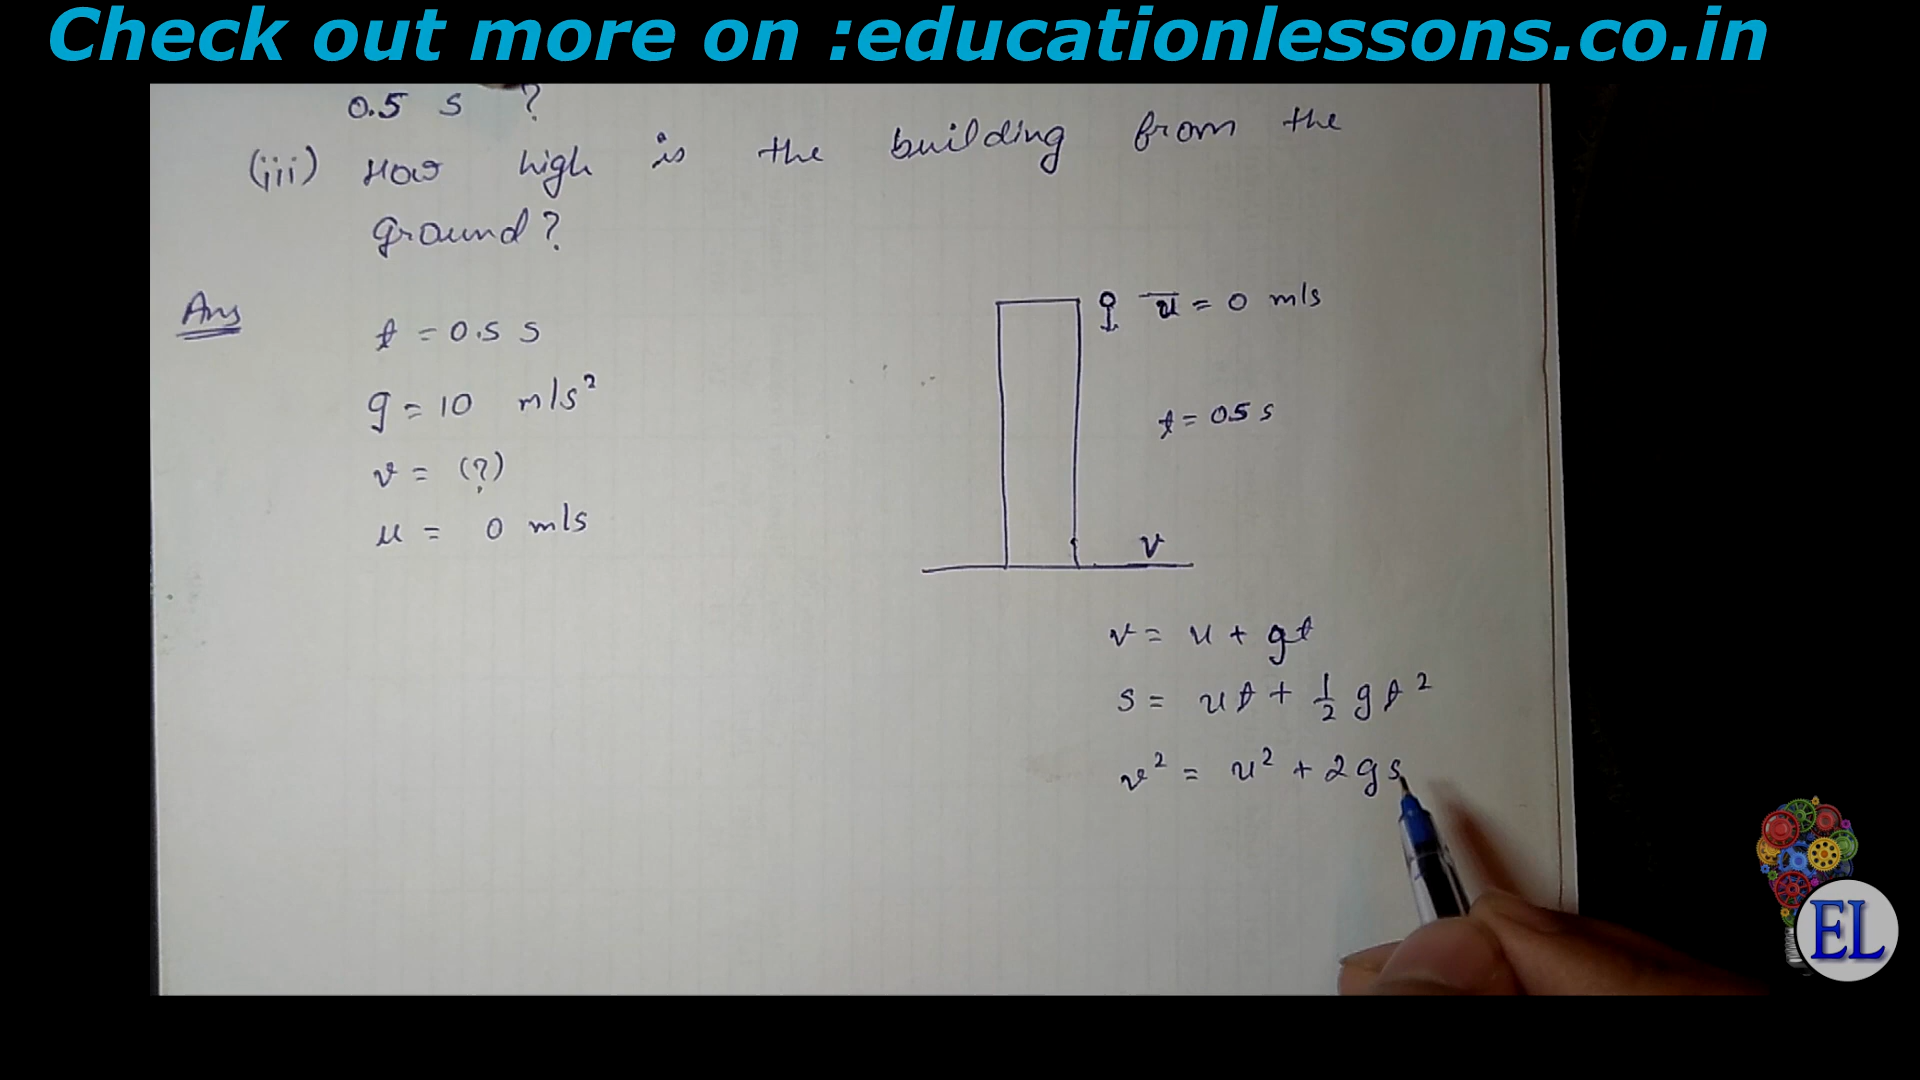 Check out more on :educationlessons.co.in
0.5 s ?
(iii) How high is the building from the
ground?
Ans
t = 0.5 s
g = 10 m/s²
v = (?)
u = 0 m/s
u = 0 m/s
t = 0.5 s
v
v = u + gt
s = ut + 1/2 gt²
v² = u² + 2gs
EL